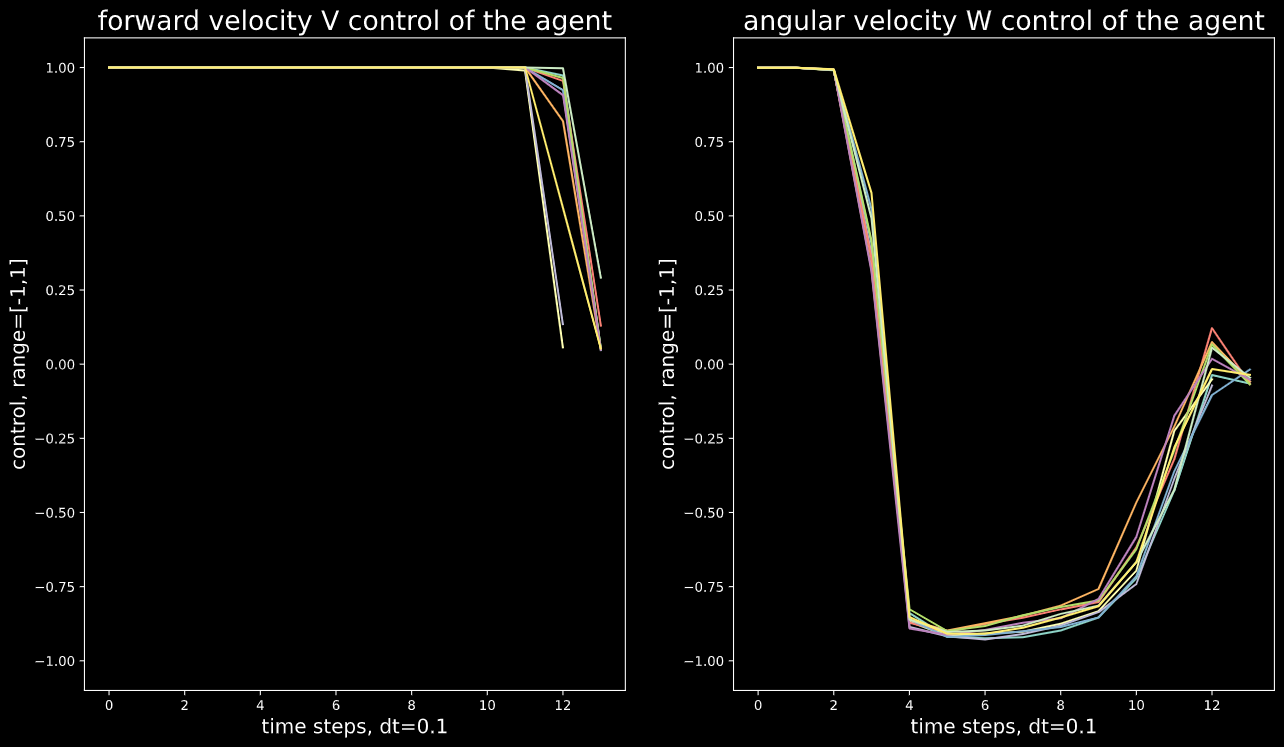 forward velocity V control of the agent
control, range=[-1,1]
1.00
0.75
0.50
0.25
0.00
−0.25
−0.50
−0.75
−1.00
0 2 4 6 8 10 12
time steps, dt=0.1
angular velocity W control of the agent
control, range=[-1,1]
1.00
0.75
0.50
0.25
0.00
−0.25
−0.50
−0.75
−1.00
0 2 4 6 8 10 12
time steps, dt=0.1